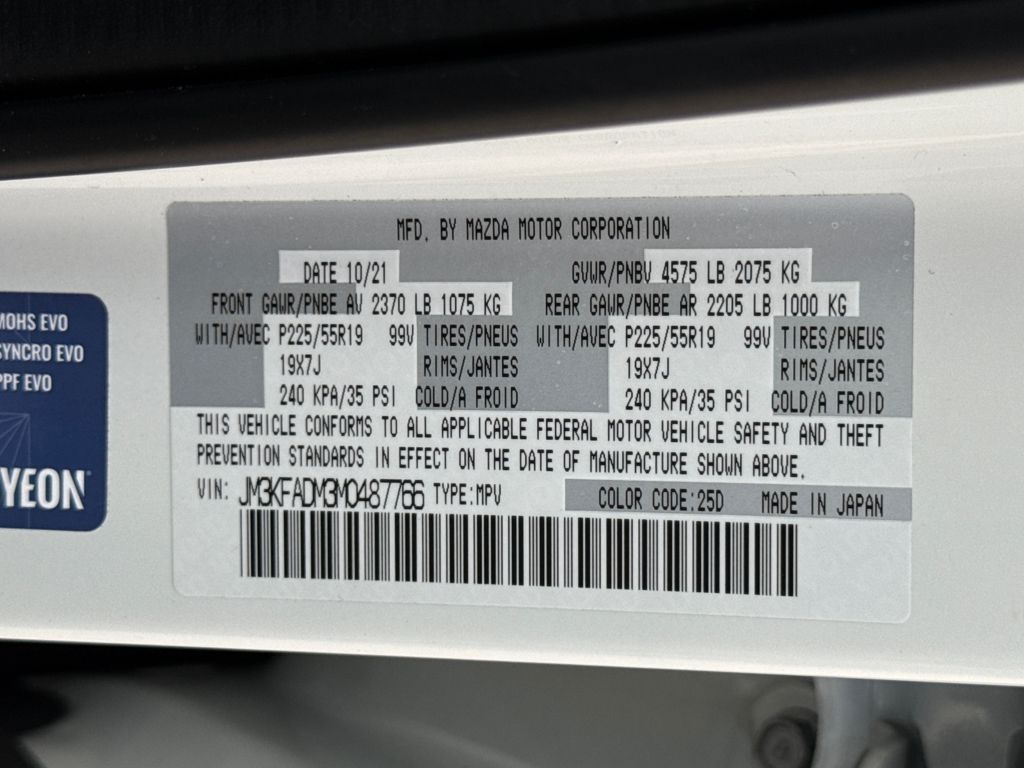 MFD. BY MAZDA MOTOR CORPORATION
DATE 10/21 GVWR/PNBV 4575 LB 2075 KG
FRONT GAWR/PNBE AV 2370 LB 1075 KG REAR GAWR/PNBE AR 2205 LB 1000 KG
WITH/AVEC P225/55R19 99V TIRES/PNEUS WITH/AVEC P225/55R19 99V TIRES/PNEUS
19X7J RIMS/JANTES 19X7J RIMS/JANTES
240 KPA/35 PSI COLD/A FROID 240 KPA/35 PSI COLD/A FROID
THIS VEHICLE CONFORMS TO ALL APPLICABLE FEDERAL MOTOR VEHICLE SAFETY AND THEFT
PREVENTION STANDARDS IN EFFECT ON THE DATE OF MANUFACTURE SHOWN ABOVE.
VIN: JM3KFADM3M0487766 TYPE:MPV COLOR CODE:25D MADE IN JAPAN
MOHS EVO
SYNCRO EVO
PPF EVO
YEON